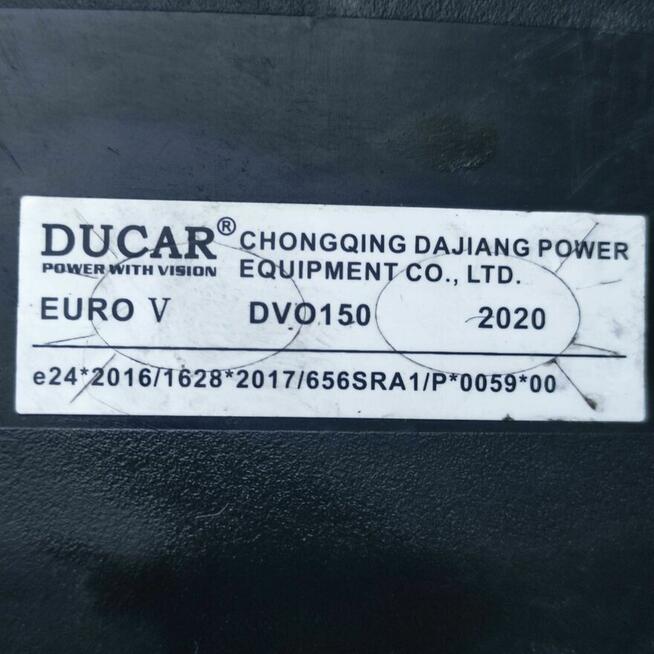 DUCAR® CHONGQING DAJIANG POWER
POWER WITH VISION EQUIPMENT CO., LTD.
EURO V DVO150 2020
e24*2016/1628*2017/656SRA1/P*0059*00